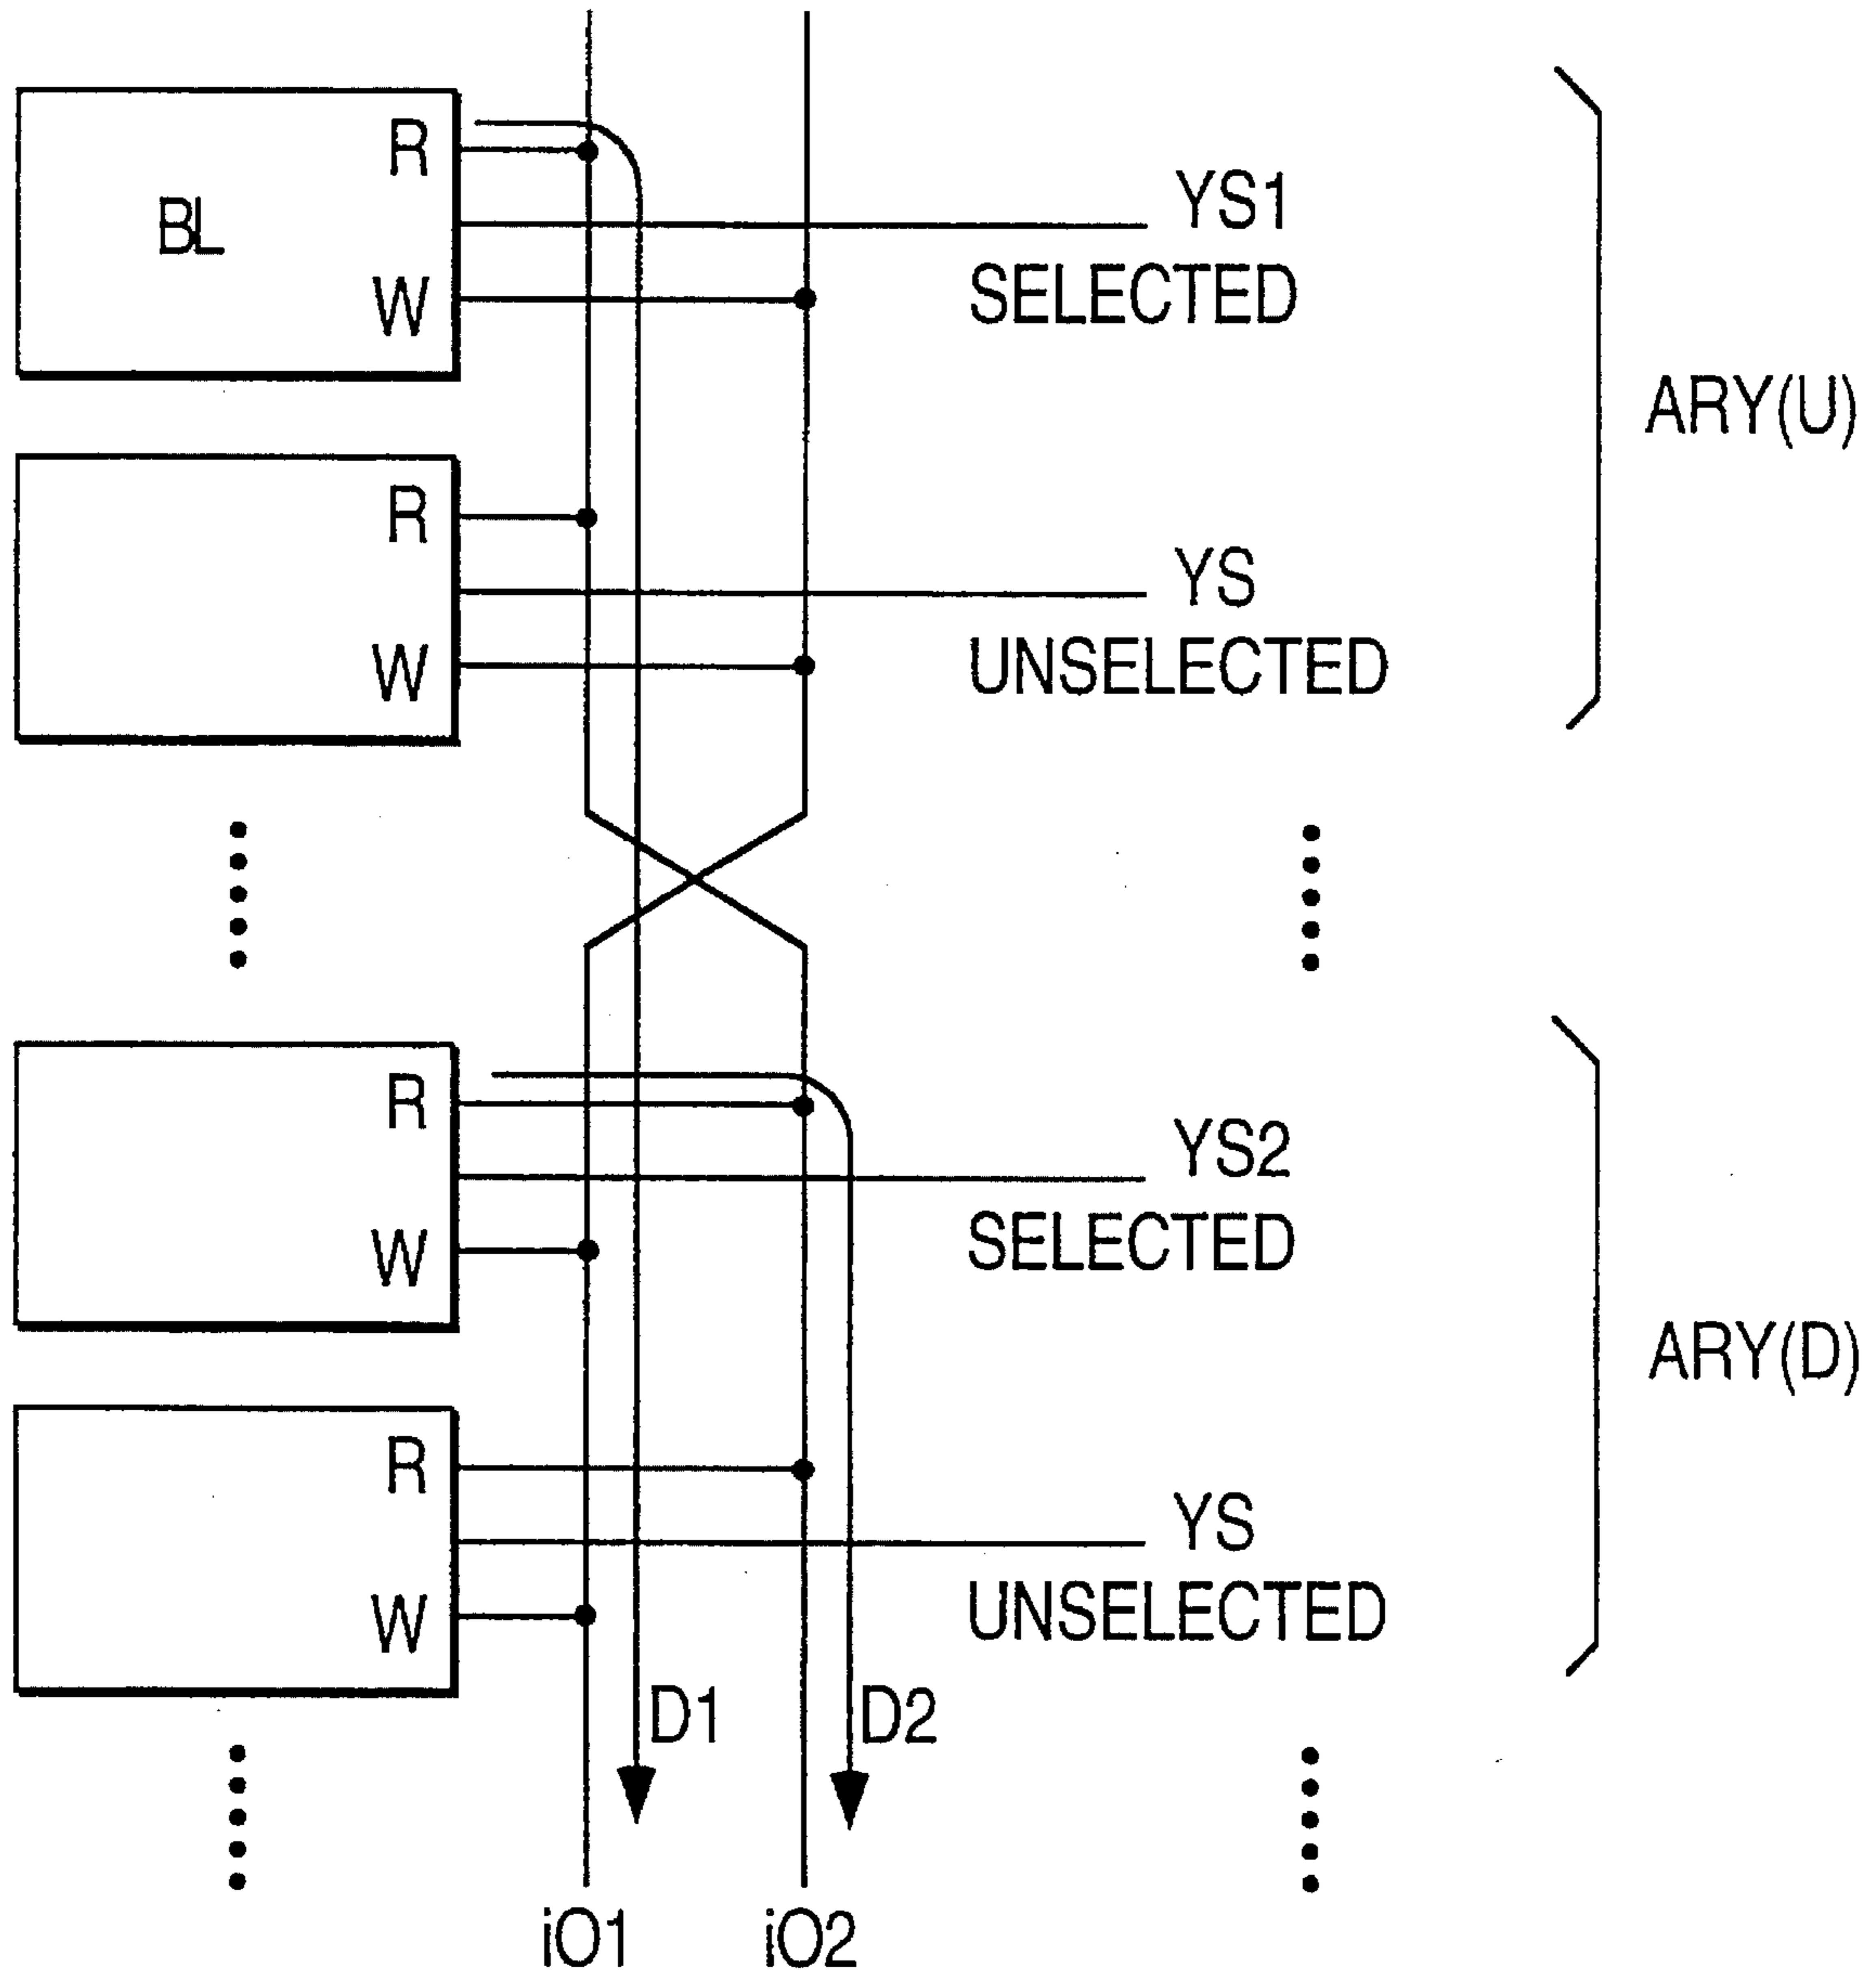 R
BL
W
YS1
SELECTED
ARY(U)
R
YS
W
UNSELECTED
R
YS2
W
SELECTED
ARY(D)
R
YS
W
UNSELECTED
D1
D2
iO1
iO2